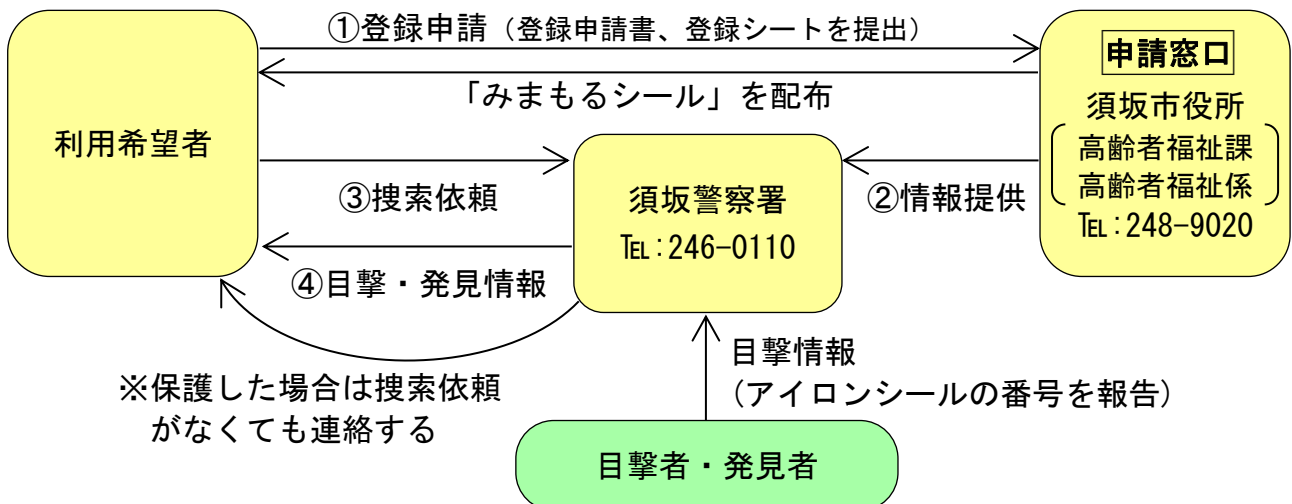 ①登録申請（登録申請書、登録シートを提出）
「みまもるシール」を配布
利用希望者
申請窓口
須坂市役所
高齢者福祉課
高齢者福祉係
℡:248-9020
③捜索依頼
須坂警察署
℡:246-0110
②情報提供
④目撃・発見情報
※保護した場合は捜索依頼
がなくても連絡する
目撃情報
（アイロンシールの番号を報告）
目撃者・発見者